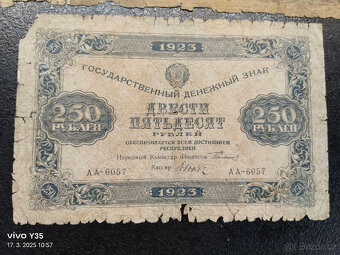 1923
ГОСУДАРСТВЕННЫЙ ДЕНЕЖНЫЙ ЗНАК
250 РУБЛЕЙ
ДВЕСТИ
ПЯТЬДЕСЯТ
РУБЛЕЙ
250 РУБЛЕЙ
ОБЕСПЕЧИВАЕТСЯ ВСЕМ ДОСТОЯНИЕМ
РЕСПУБЛИКИ
Народный Комиссар Финансов
Кассир
АА-6057
АА-6057
1923
vivo Y35
17. 3. 2025 10:57